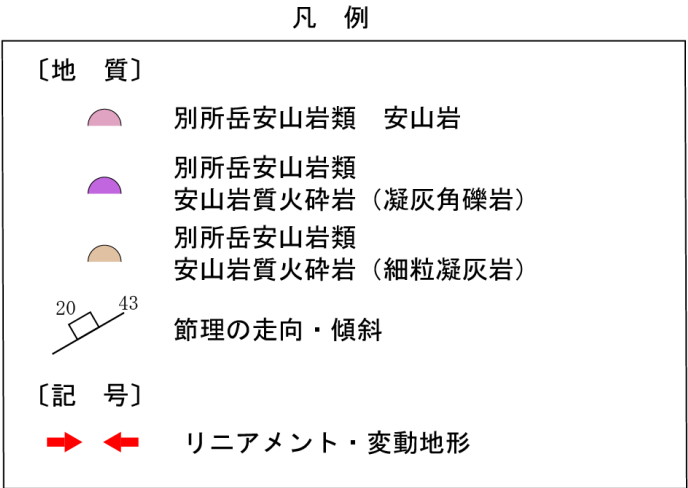 凡 例
〔地 質〕
別所岳安山岩類 安山岩
別所岳安山岩類
安山岩質火砕岩（凝灰角礫岩）
別所岳安山岩類
安山岩質火砕岩（細粒凝灰岩）
20 43
節理の走向・傾斜
〔記 号〕
リニアメント・変動地形